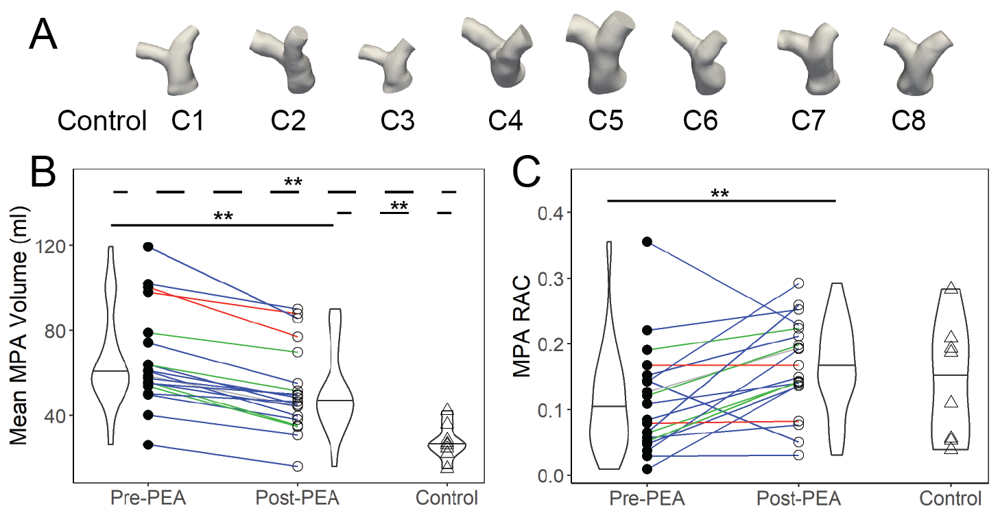 A
Control C1 C2 C3 C4 C5 C6 C7 C8
B
Mean MPA Volume (ml)
120
80
40
**
**
**
Pre-PEA Post-PEA Control
C
MPA RAC
0.4
0.3
0.2
0.1
0.0
**
Pre-PEA Post-PEA Control